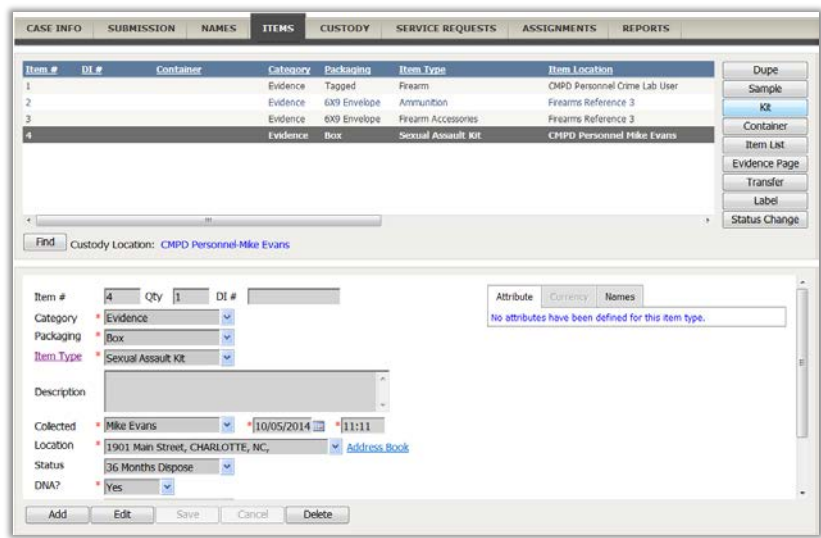 CASE INFO SUBMISSION NAMES ITEMS CUSTODY SERVICE REQUESTS ASSIGNMENTS REPORTS
Item # DI # Container Category Packaging Item Type Item Location
1 Evidence Tagged Firearm CMPD Personnel Crime Lab User
2 Evidence 6X9 Envelope Ammunition Firearms Reference 3
3 Evidence 6X9 Envelope Firearm Accessories Firearms Reference 3
4 Evidence Box Sexual Assault Kit CMPD Personnel Mike Evans
Dupe
Sample
Kit
Container
Item List
Evidence Page
Transfer
Label
Status Change
Find Custody Location: CMPD Personnel-Mike Evans
Item # 4 Qty 1 DI #
Category * Evidence
Packaging * Box
Item Type * Sexual Assault Kit
Description
Collected * Mike Evans * 10/05/2014 * 11:11
Location * 1901 Main Street, CHARLOTTE, NC, Address Book
Status 36 Months Dispose
DNA? * Yes
Attribute Currency Names
No attributes have been defined for this item type.
Add Edit Save Cancel Delete